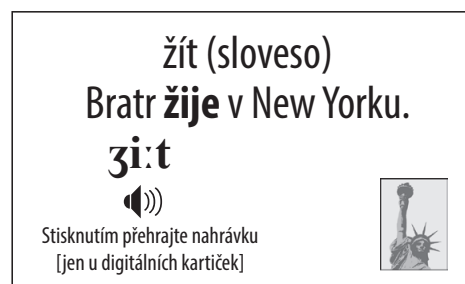 žít (sloveso)
Bratr žije v New Yorku.
ʒiːt
Stisknutím přehrajte nahrávku
[jen u digitálních kartiček]